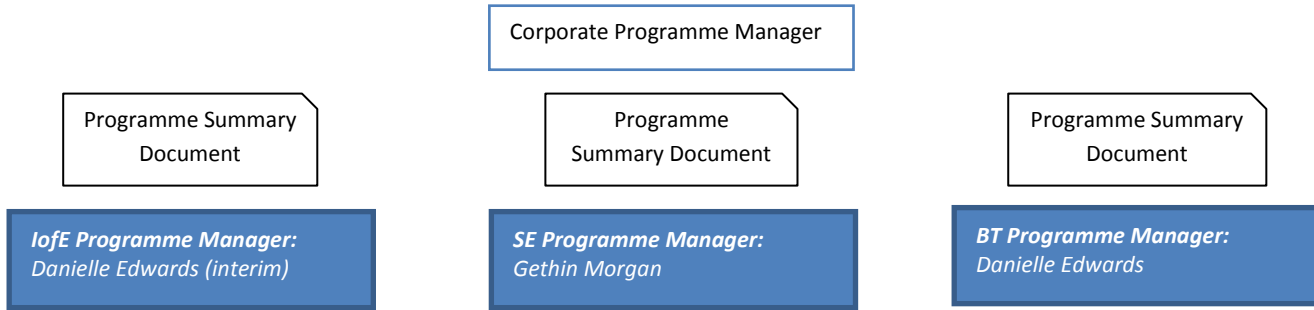 Corporate Programme Manager
Programme Summary
Document
Programme
Summary Document
Programme Summary
Document
IofE Programme Manager:
Danielle Edwards (interim)
SE Programme Manager:
Gethin Morgan
BT Programme Manager:
Danielle Edwards